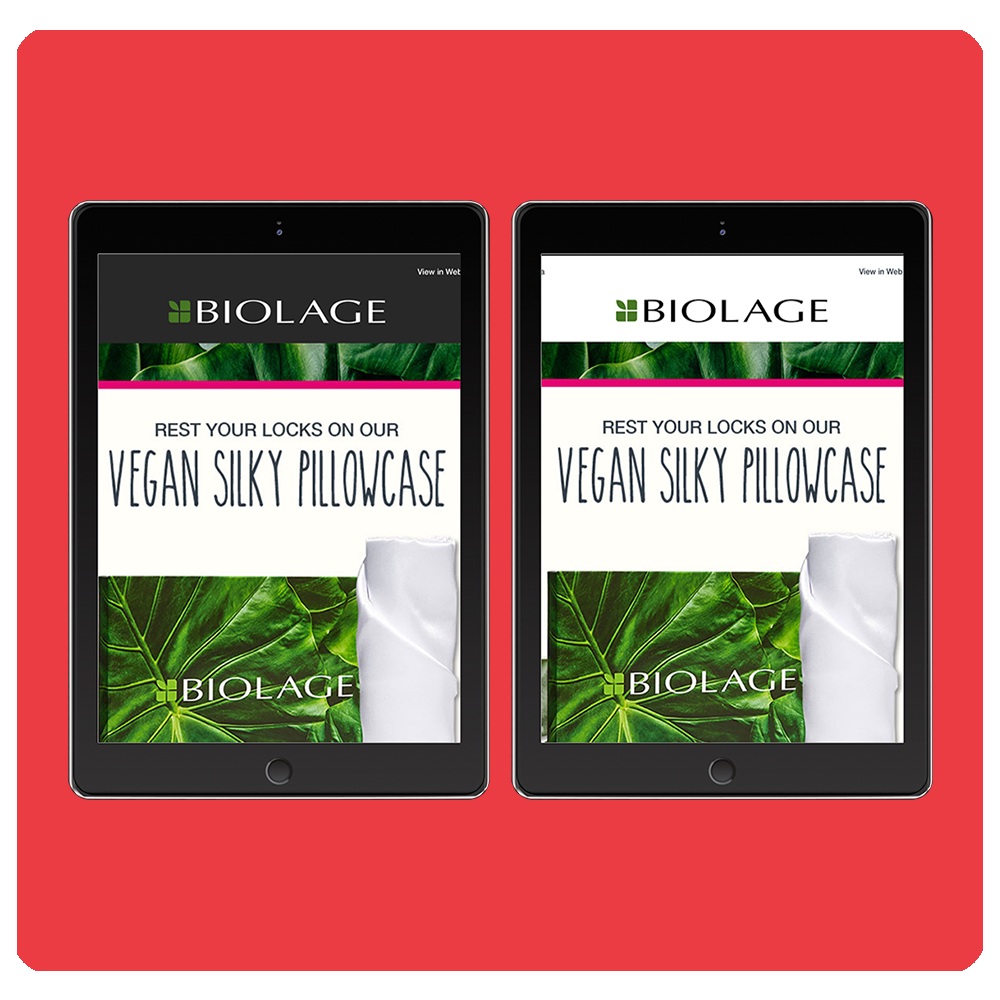 View in Web
BIOLAGE
REST YOUR LOCKS ON OUR
VEGAN SILKY PILLOWCASE
BIOLAGE
a
View in Web
BIOLAGE
REST YOUR LOCKS ON OUR
VEGAN SILKY PILLOWCASE
BIOLAGE